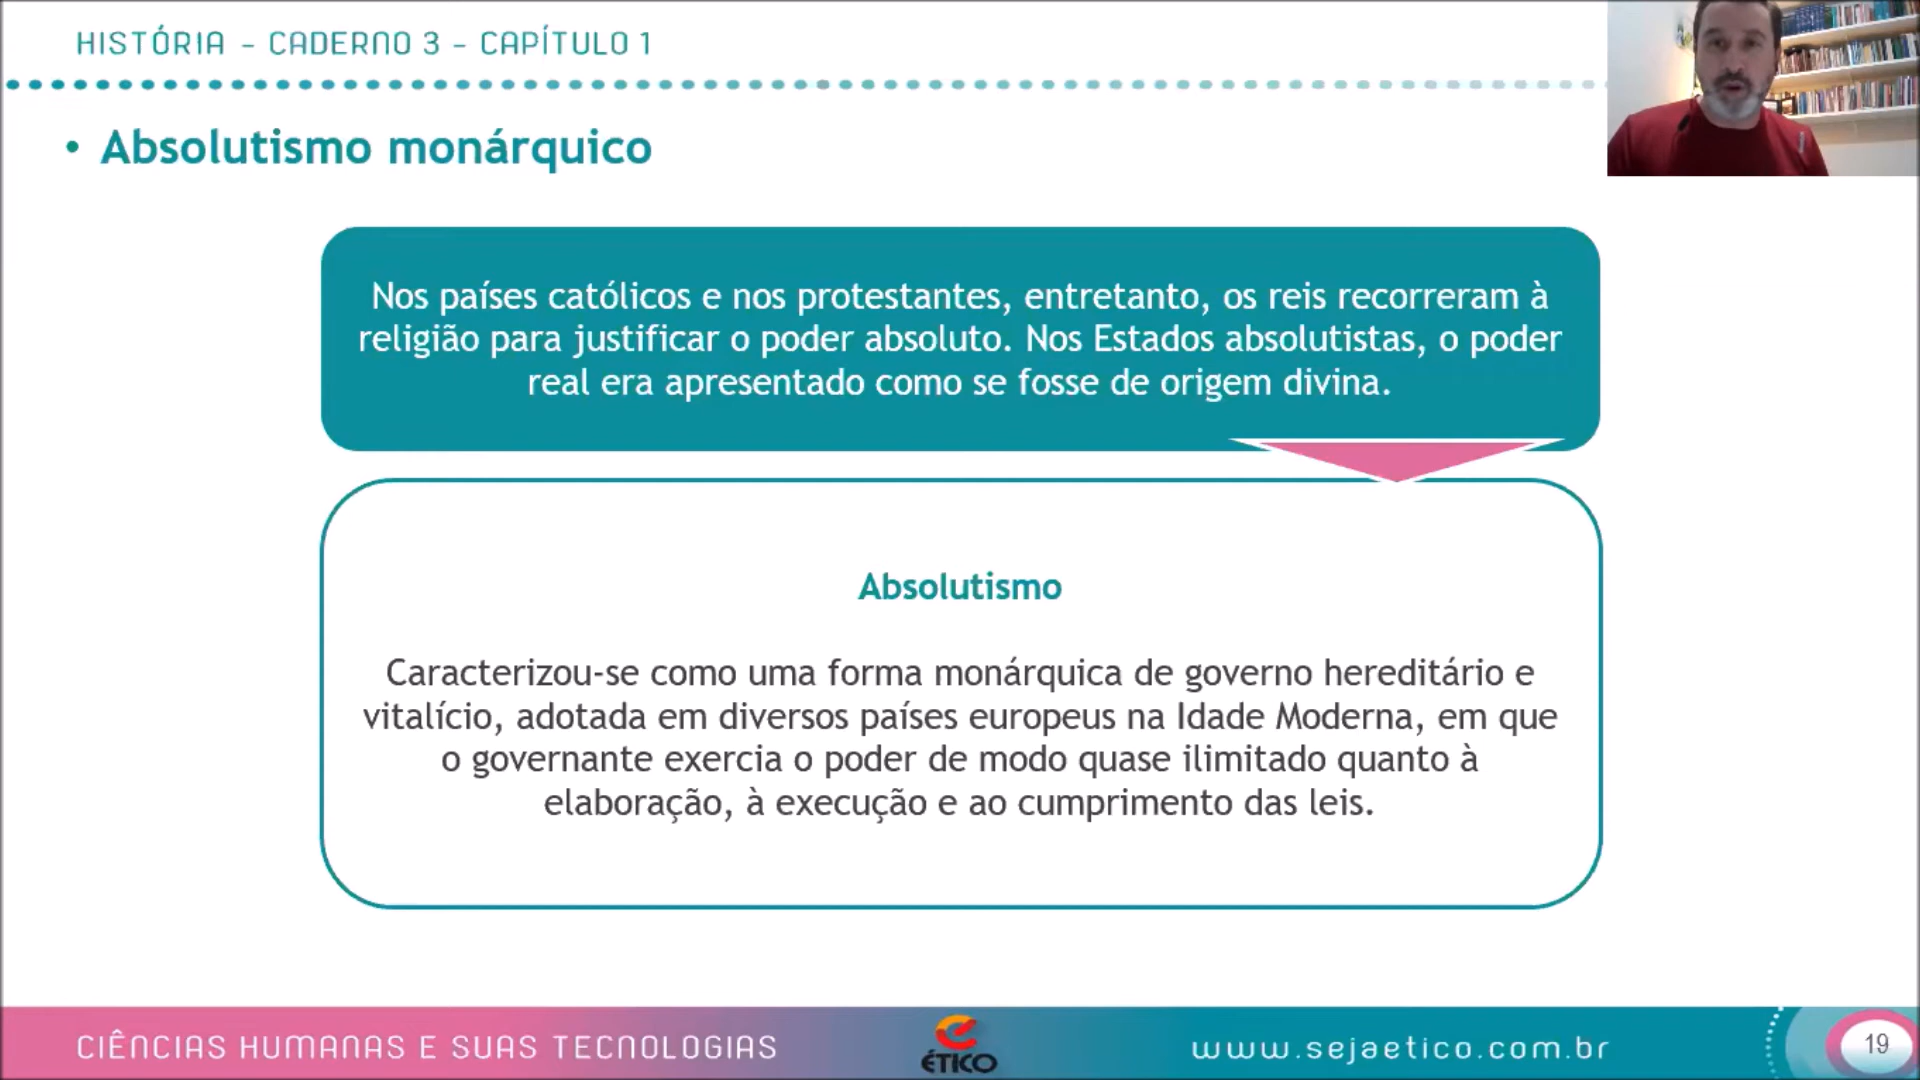 HISTÓRIA - CADERNO 3 - CAPÍTULO 1
• Absolutismo monárquico
Nos países católicos e nos protestantes, entretanto, os reis recorreram à
religião para justificar o poder absoluto. Nos Estados absolutistas, o poder
real era apresentado como se fosse de origem divina.
Absolutismo
Caracterizou-se como uma forma monárquica de governo hereditário e
vitalício, adotada em diversos países europeus na Idade Moderna, em que
o governante exercia o poder de modo quase ilimitado quanto à
elaboração, à execução e ao cumprimento das leis.
CIÊNCIAS HUMANAS E SUAS TECNOLOGIAS
ÉTICO
www.sejaetico.com.br
19